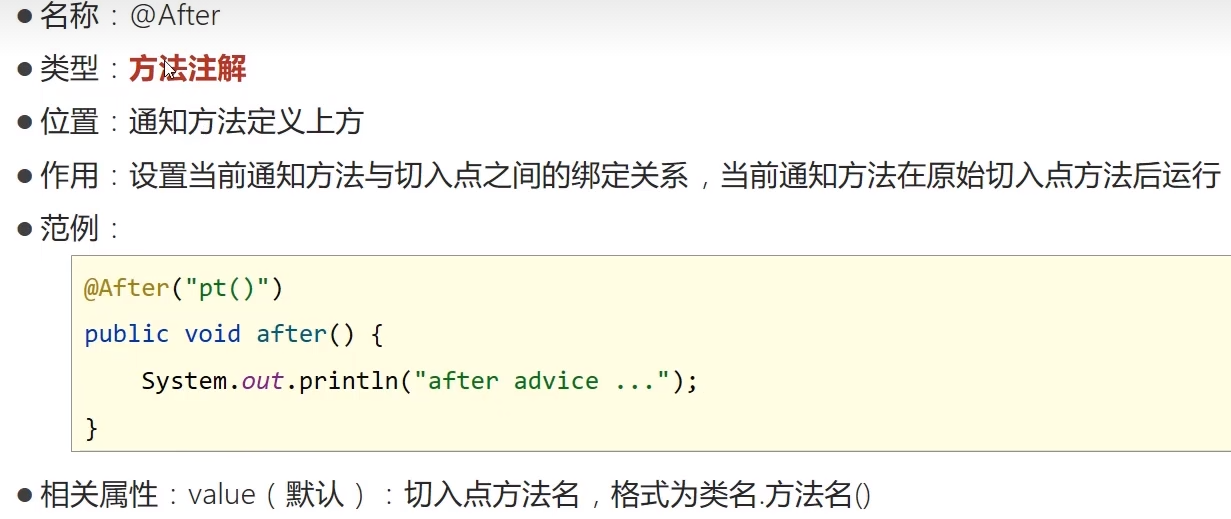 ● 名称：@After
● 类型：方法注解
● 位置：通知方法定义上方
● 作用：设置当前通知方法与切入点之间的绑定关系，当前通知方法在原始切入点方法后运行
● 范例：
@After("pt()")
public void after() {
    System.out.println("after advice ...");
}
● 相关属性：value（默认）：切入点方法名，格式为类名.方法名()